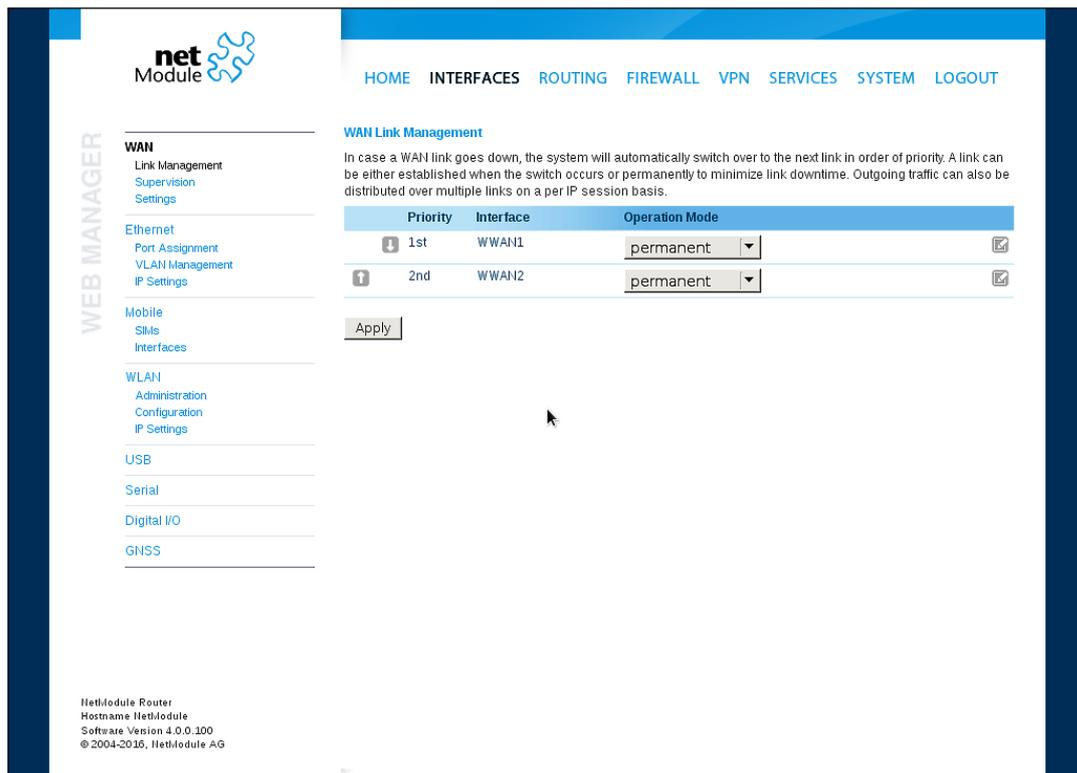 net
Module
HOME INTERFACES ROUTING FIREWALL VPN SERVICES SYSTEM LOGOUT
WEB MANAGER
WAN
Link Management
Supervision
Settings
Ethernet
Port Assignment
VLAN Management
IP Settings
Mobile
SIMs
Interfaces
WLAN
Administration
Configuration
IP Settings
USB
Serial
Digital I/O
GNSS
WAN Link Management
In case a WAN link goes down, the system will automatically switch over to the next link in order of priority. A link can
be either established when the switch occurs or permanently to minimize link downtime. Outgoing traffic can also be
distributed over multiple links on a per IP session basis.
Priority Interface Operation Mode
1st WWAN1 permanent
2nd WWAN2 permanent
Apply
NetModule Router
Hostname NetModule
Software Version 4.0.0.100
© 2004-2016, NetModule AG